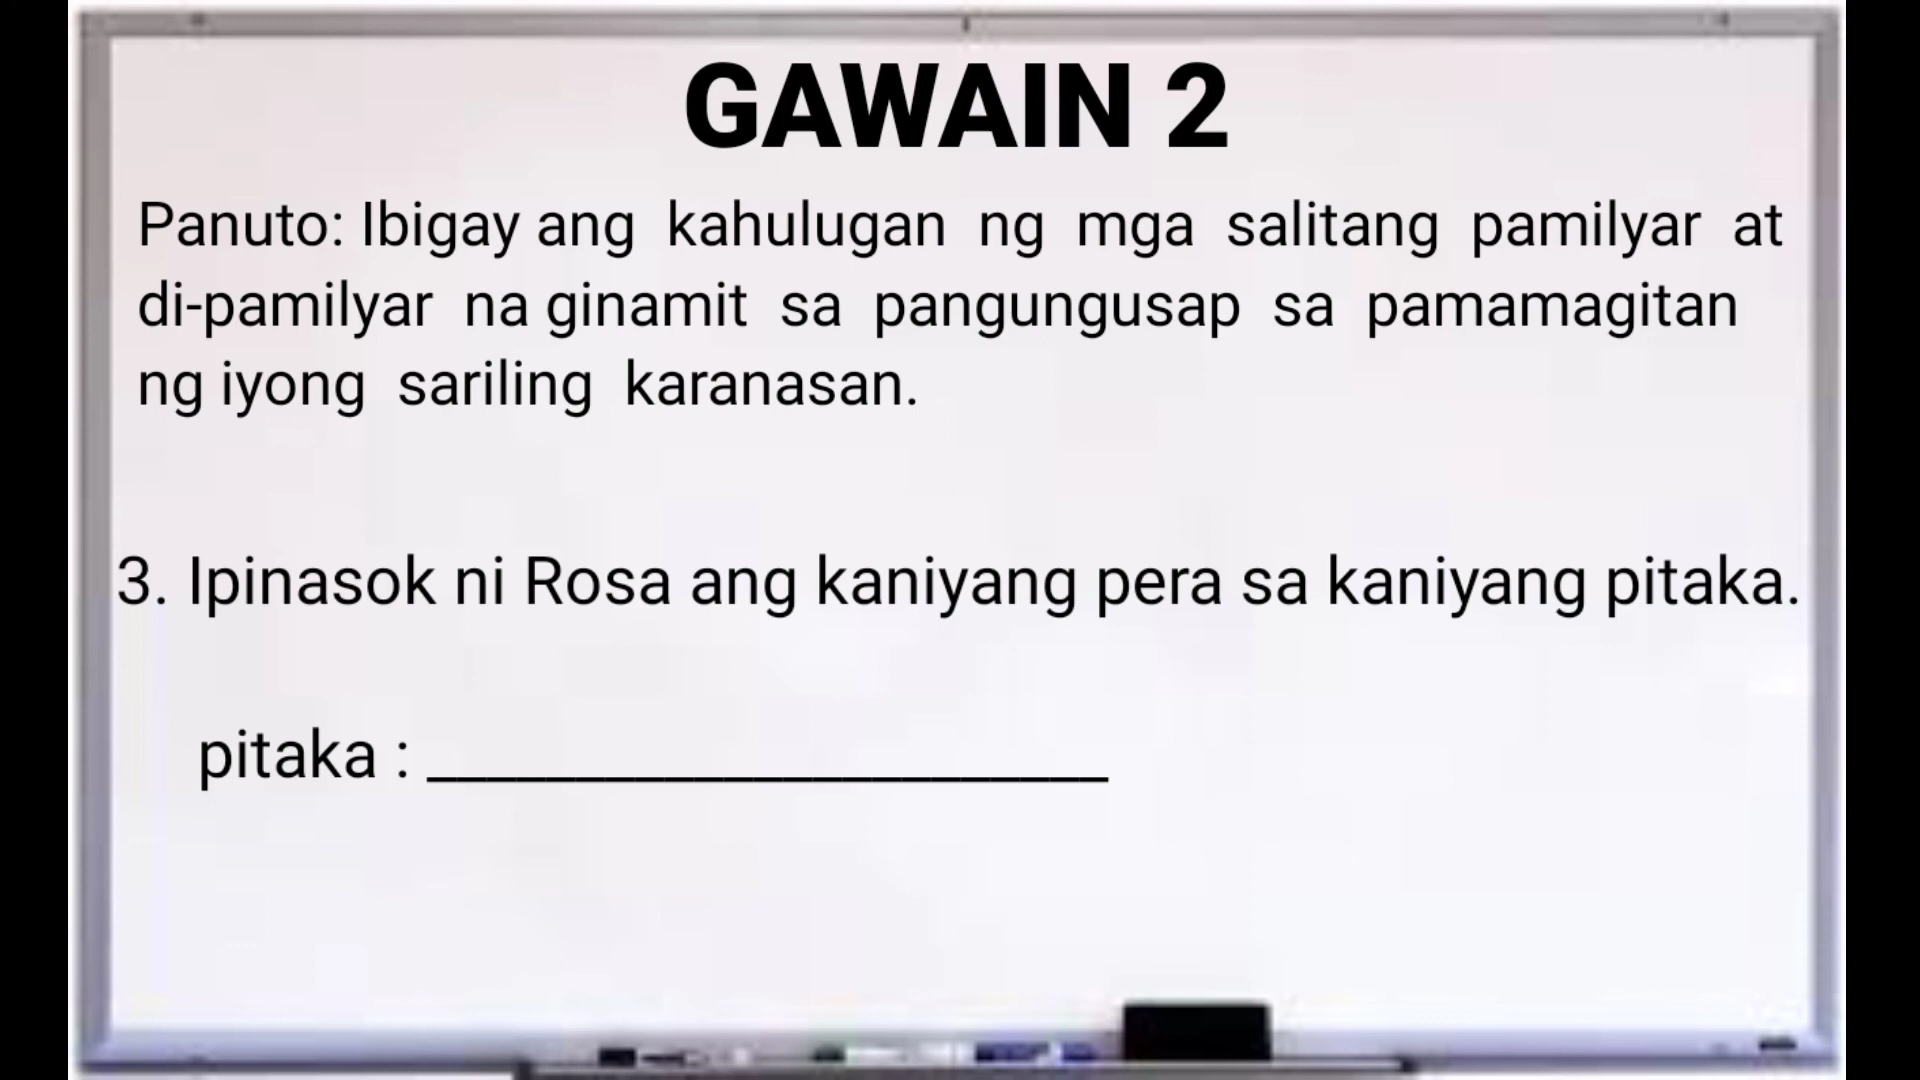 GAWAIN 2
Panuto: Ibigay ang kahulugan ng mga salitang pamilyar at
di-pamilyar na ginamit sa pangungusap sa pamamagitan
ng iyong sariling karanasan.
3. Ipinasok ni Rosa ang kaniyang pera sa kaniyang pitaka.
pitaka : _______________________